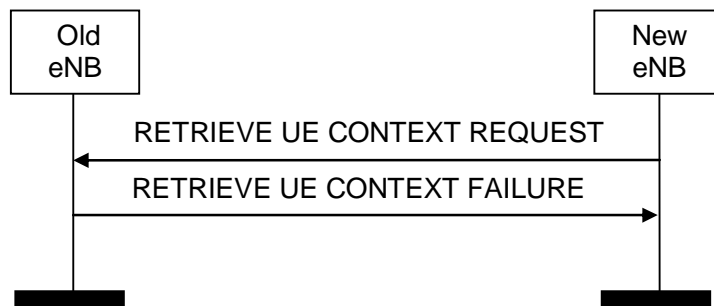 Old
eNB
New
eNB
RETRIEVE UE CONTEXT REQUEST
RETRIEVE UE CONTEXT FAILURE